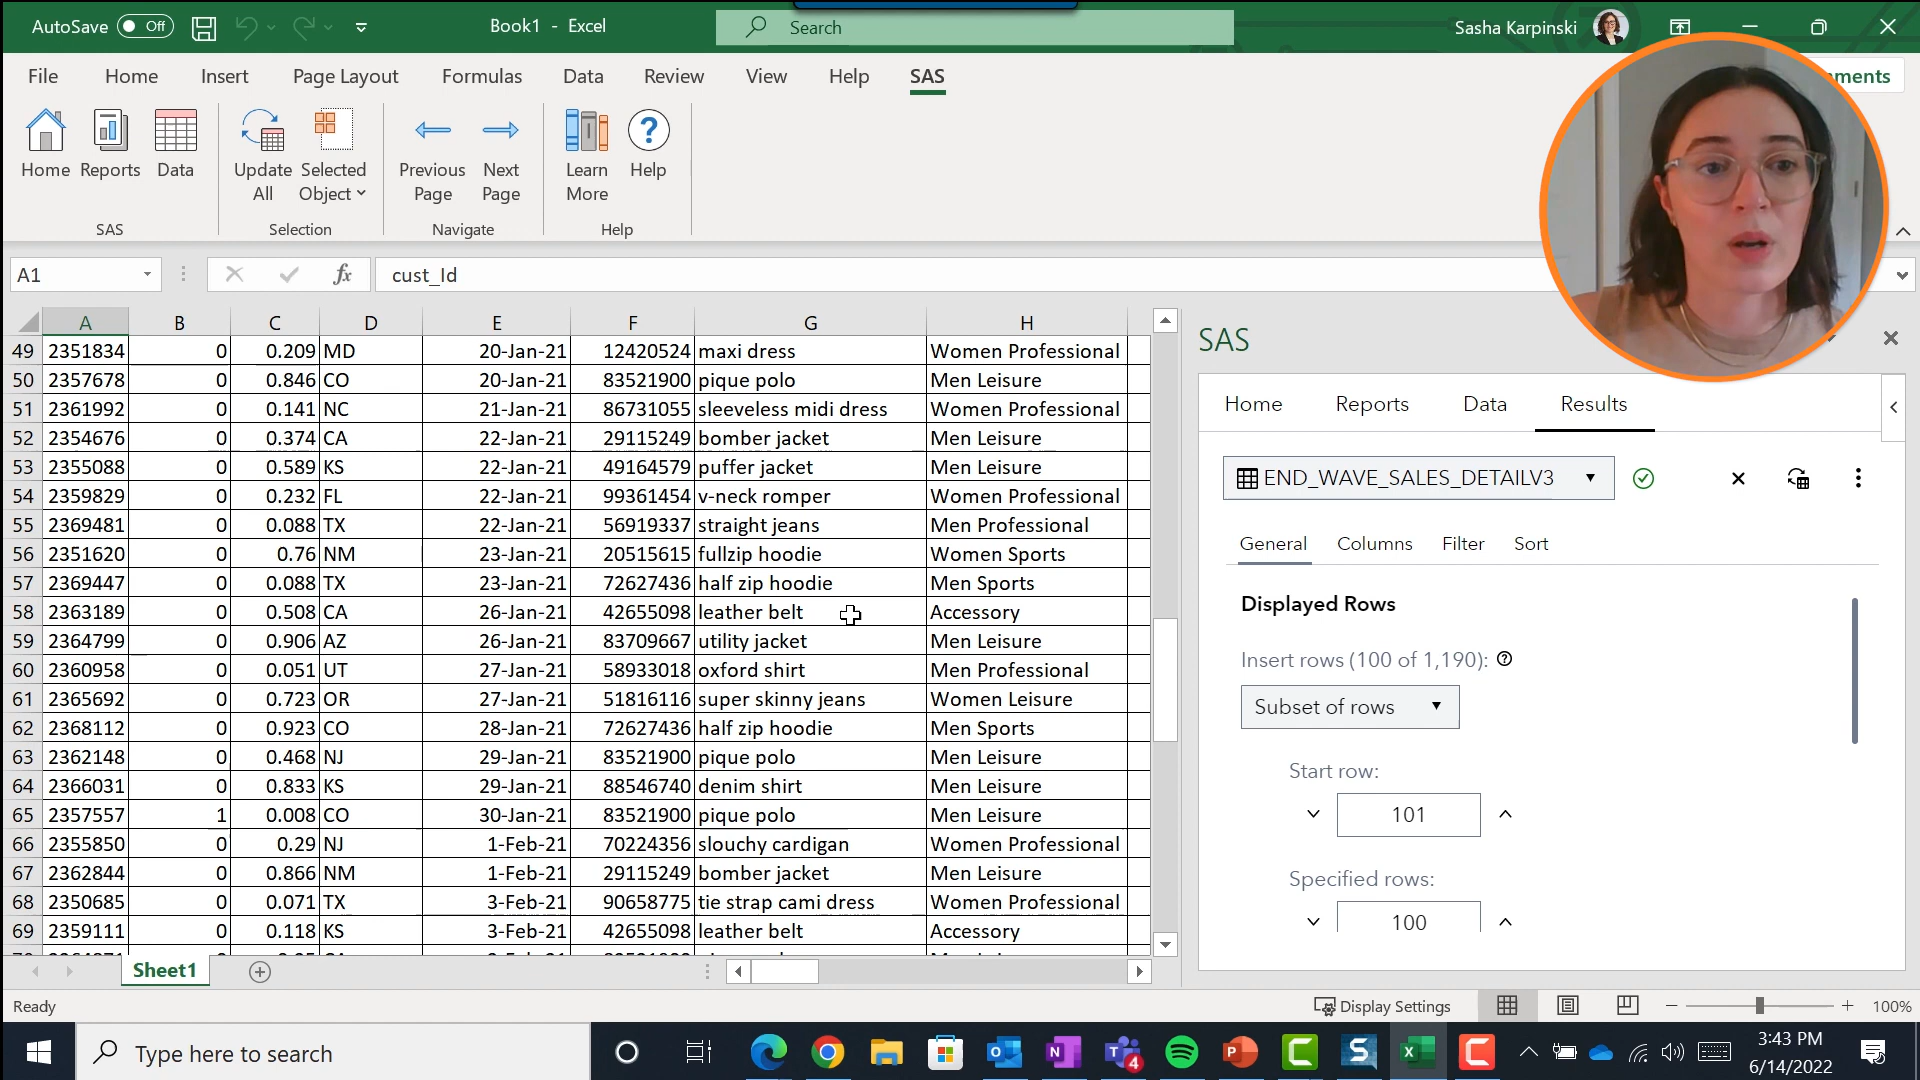 AutoSave Off Book1 - Excel Search Sasha Karpinski
File Home Insert Page Layout Formulas Data Review View Help SAS
Home Reports Data Update All Selected Object Previous Page Next Page Learn More Help
SAS Selection Navigate Help
A1 fx cust_Id
A B C D E F G H
49 2351834 0 0.209 MD 20-Jan-21 12420524 maxi dress Women Professional
50 2357678 0 0.846 CO 20-Jan-21 83521900 pique polo Men Leisure
51 2361992 0 0.141 NC 21-Jan-21 86731055 sleeveless midi dress Women Professional
52 2354676 0 0.374 CA 22-Jan-21 29115249 bomber jacket Men Leisure
53 2355088 0 0.589 KS 22-Jan-21 49164579 puffer jacket Men Leisure
54 2359829 0 0.232 FL 22-Jan-21 99361454 v-neck romper Women Professional
55 2369481 0 0.088 TX 22-Jan-21 56919337 straight jeans Men Professional
56 2351620 0 0.76 NM 23-Jan-21 20515615 fullzip hoodie Women Sports
57 2369447 0 0.088 TX 23-Jan-21 72627436 half zip hoodie Men Sports
58 2363189 0 0.508 CA 26-Jan-21 42655098 leather belt Accessory
59 2364799 0 0.906 AZ 26-Jan-21 83709667 utility jacket Men Leisure
60 2360958 0 0.051 UT 27-Jan-21 58933018 oxford shirt Men Professional
61 2365692 0 0.723 OR 27-Jan-21 51816116 super skinny jeans Women Leisure
62 2368112 0 0.923 CO 28-Jan-21 72627436 half zip hoodie Men Sports
63 2362148 0 0.468 NJ 29-Jan-21 83521900 pique polo Men Leisure
64 2366031 0 0.833 KS 29-Jan-21 88546740 denim shirt Men Leisure
65 2357557 1 0.008 CO 30-Jan-21 83521900 pique polo Men Leisure
66 2355850 0 0.29 NJ 1-Feb-21 70224356 slouchy cardigan Women Professional
67 2362844 0 0.866 NM 1-Feb-21 29115249 bomber jacket Men Leisure
68 2350685 0 0.071 TX 3-Feb-21 90658775 tie strap cami dress Women Professional
69 2359111 0 0.118 KS 3-Feb-21 42655098 leather belt Accessory
SAS
Home Reports Data Results
END_WAVE_SALES_DETAILV3
General Columns Filter Sort
Displayed Rows
Insert rows (100 of 1,190):
Subset of rows
Start row:
101
Specified rows:
100
Sheet1
Ready Display Settings 100%
Type here to search 4 3:43 PM
6/14/2022